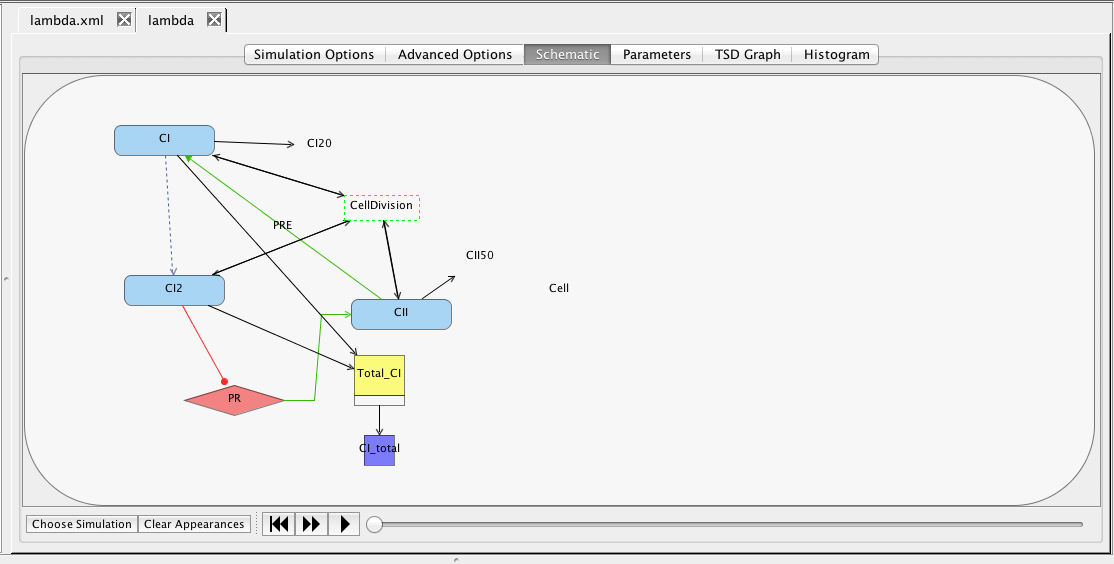 lambda.xml
lambda
Simulation Options
Advanced Options
Schematic
Parameters
TSD Graph
Histogram
CI
CI20
CellDivision
PRE
CII50
CI2
Cell
CII
Total_CI
PR
CI_total
Choose Simulation
Clear Appearances